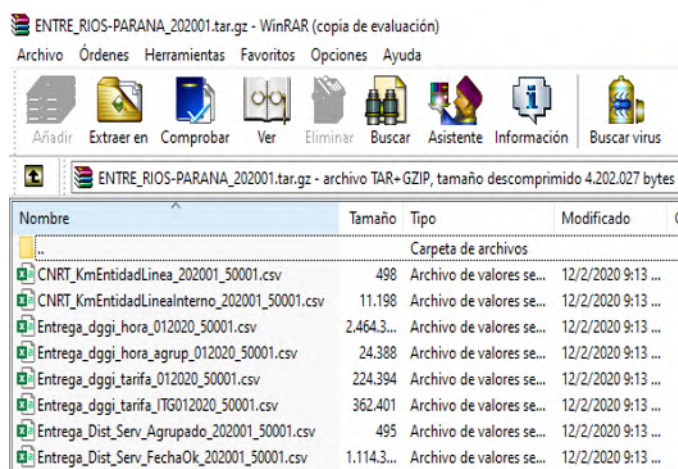 ENTRE_RIOS-PARANA_202001.tar.gz - WinRAR (copia de evaluación)
Archivo Órdenes Herramientas Favoritos Opciones Ayuda
Añadir Extraer en Comprobar Ver Eliminar Buscar Asistente Información Buscar virus
ENTRE_RIOS-PARANA_202001.tar.gz - archivo TAR+GZIP, tamaño descomprimido 4.202.027 bytes
Nombre Tamaño Tipo Modificado
.. Carpeta de archivos
CNRT_KmEntidadLinea_202001_50001.csv 498 Archivo de valores se... 12/2/2020 9:13 ...
CNRT_KmEntidadLineaInterno_202001_50001.csv 11.198 Archivo de valores se... 12/2/2020 9:13 ...
Entrega_dggi_hora_012020_50001.csv 2.464.3... Archivo de valores se... 12/2/2020 9:13 ...
Entrega_dggi_hora_agrup_012020_50001.csv 24.388 Archivo de valores se... 12/2/2020 9:13 ...
Entrega_dggi_tarifa_012020_50001.csv 224.394 Archivo de valores se... 12/2/2020 9:13 ...
Entrega_dggi_tarifa_ITG012020_50001.csv 362.401 Archivo de valores se... 12/2/2020 9:13 ...
Entrega_Dist_Serv_Agrupado_202001_50001.csv 495 Archivo de valores se... 12/2/2020 9:13 ...
Entrega_Dist_Serv_FechaOk_202001_50001.csv 1.114.3... Archivo de valores se... 12/2/2020 9:13 ...